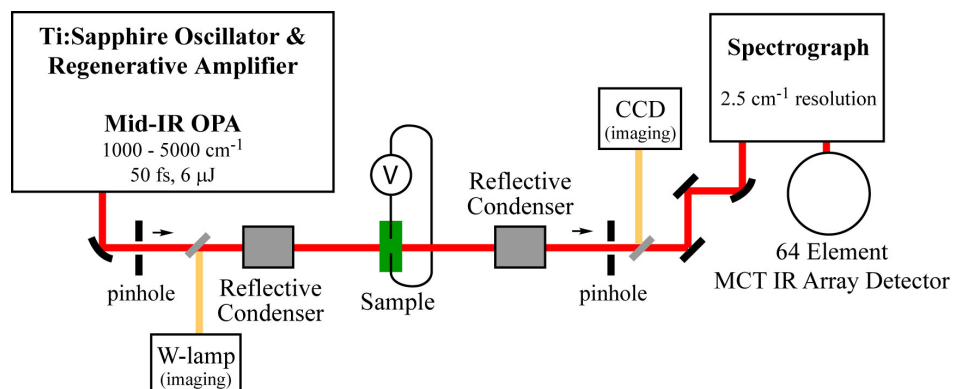 Ti:Sapphire Oscillator &
Regenerative Amplifier
Mid-IR OPA
1000 - 5000 cm⁻¹
50 fs, 6 µJ
pinhole
W-lamp
(imaging)
Reflective
Condenser
V
Sample
Reflective
Condenser
CCD
(imaging)
pinhole
Spectrograph
2.5 cm⁻¹ resolution
64 Element
MCT IR Array Detector